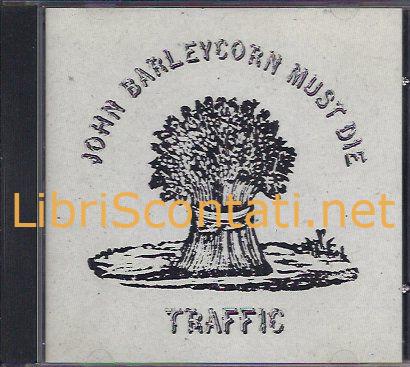 JOHN BARLEYCORN MUST DIE
LibriScontati.net
TRAFFIC